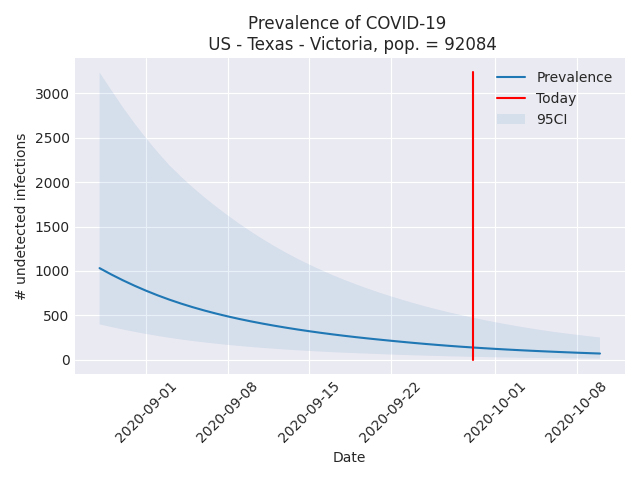 Prevalence of COVID-19
US - Texas - Victoria, pop. = 92084
Prevalence
Today
95CI
# undetected infections
3000
2500
2000
1500
1000
500
0
2020-09-01
2020-09-08
2020-09-15
2020-09-22
2020-10-01
2020-10-08
Date